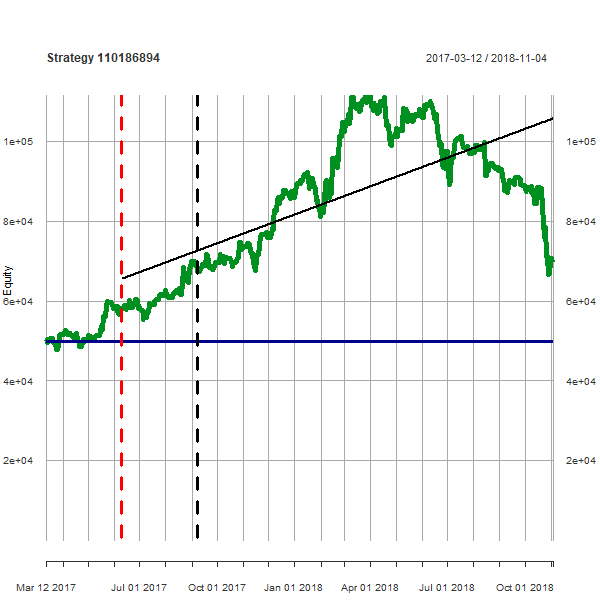 Strategy 110186894
2017-03-12 / 2018-11-04
1e+05
1e+05
8e+04
8e+04
Equity
6e+04
6e+04
4e+04
4e+04
2e+04
2e+04
Mar 12 2017
Jul 01 2017
Oct 01 2017
Jan 01 2018
Apr 01 2018
Jul 01 2018
Oct 01 2018